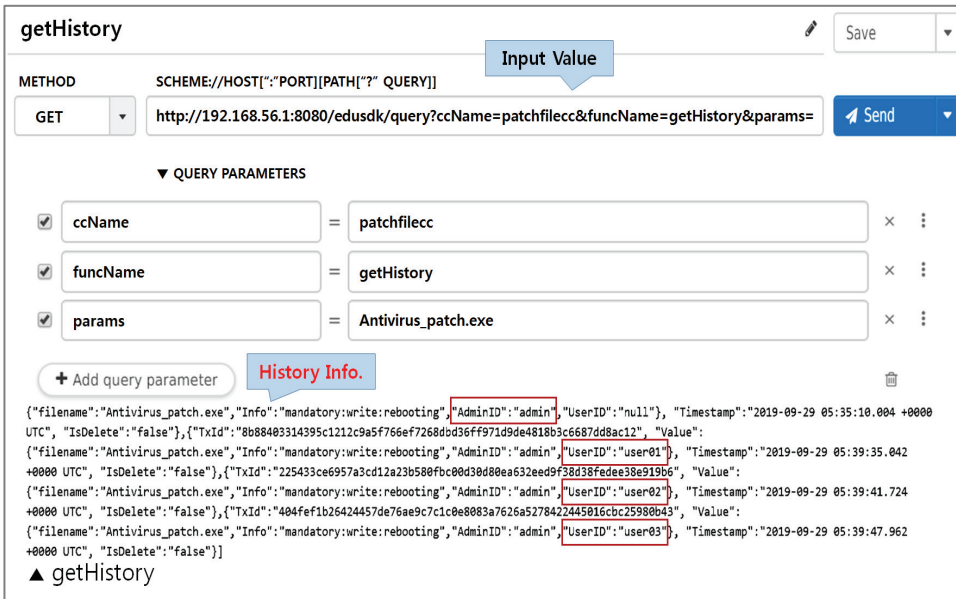 getHistory
Save
Input Value
METHOD
SCHEME://HOST[":"PORT][PATH["?" QUERY]]
GET
http://192.168.56.1:8080/edusdk/query?ccName=patchfilecc&funcName=getHistory&params=
Send
▼ QUERY PARAMETERS
ccName = patchfilecc
funcName = getHistory
params = Antivirus_patch.exe
+ Add query parameter
History Info.
{"filename":"Antivirus_patch.exe","Info":"mandatory:write:rebooting","AdminID":"admin","UserID":"null"}, "Timestamp":"2019-09-29 05:35:10.004 +0000
UTC", "IsDelete":"false"},{"TxId":"8b88403314395c1212c9a5f766ef7268dbd36ff971d9de4818b3c6687dd8ac12", "Value":
{"filename":"Antivirus_patch.exe","Info":"mandatory:write:rebooting","AdminID":"admin","UserID":"user01"}, "Timestamp":"2019-09-29 05:39:35.042
+0000 UTC", "IsDelete":"false"},{"TxId":"225433ce6957a3cd12a23b580fbc00d30d80ea632eed9f38d38fedee38e919b6", "Value":
{"filename":"Antivirus_patch.exe","Info":"mandatory:write:rebooting","AdminID":"admin","UserID":"user02"}, "Timestamp":"2019-09-29 05:39:41.724
+0000 UTC", "IsDelete":"false"},{"TxId":"404fef1b26424457de76ae9c7c1c0e8083a7626a5278422445016cbc25980b43", "Value":
{"filename":"Antivirus_patch.exe","Info":"mandatory:write:rebooting","AdminID":"admin","UserID":"user03"}, "Timestamp":"2019-09-29 05:39:47.962
+0000 UTC", "IsDelete":"false"}]
▲ getHistory